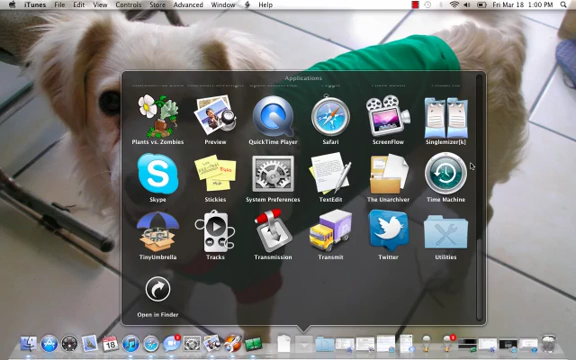 iTunes File Edit View Controls Store Advanced Window Help Fri Mar 18 1:00 PM
Applications
Plants vs. Zombies Preview QuickTime Player Safari ScreenFlow Singlemizer[k]
Skype Stickies System Preferences TextEdit The Unarchiver Time Machine
TinyUmbrella Tracks Transmission Transmit Twitter Utilities
Open in Finder
18